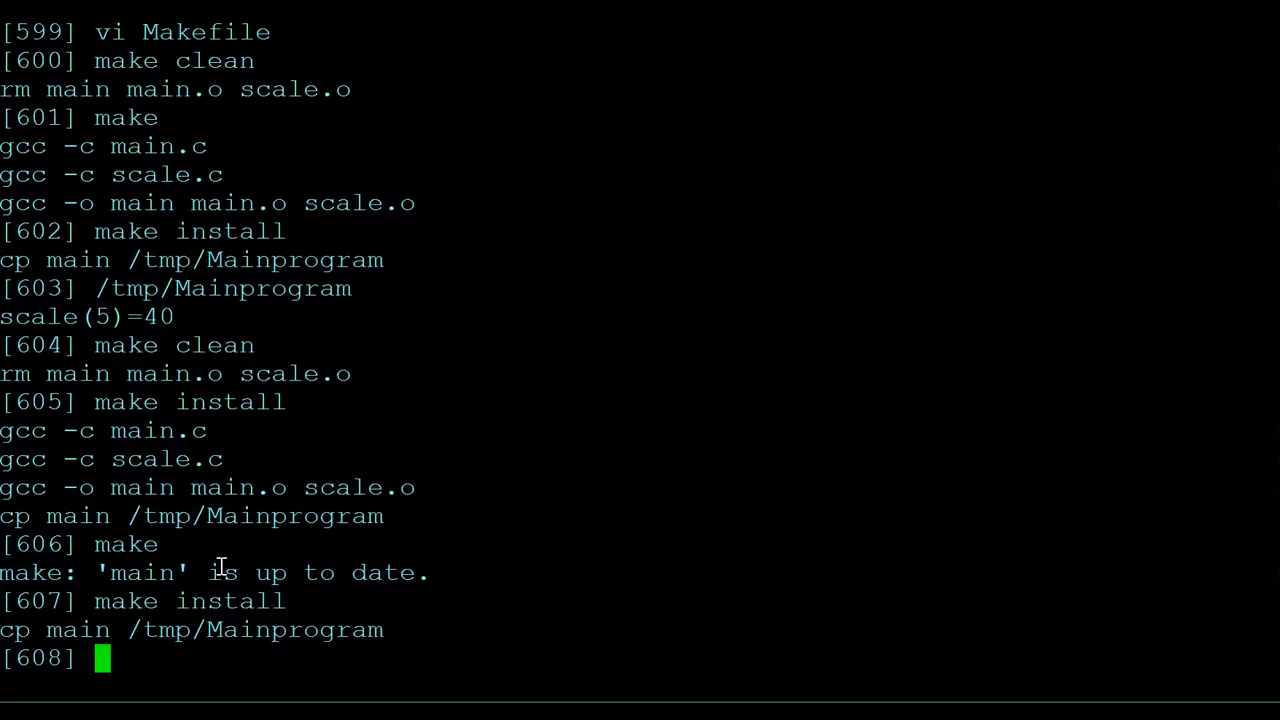 [599] vi Makefile
[600] make clean
rm main main.o scale.o
[601] make
gcc -c main.c
gcc -c scale.c
gcc -o main main.o scale.o
[602] make install
cp main /tmp/Mainprogram
[603] /tmp/Mainprogram
scale(5)=40
[604] make clean
rm main main.o scale.o
[605] make install
gcc -c main.c
gcc -c scale.c
gcc -o main main.o scale.o
cp main /tmp/Mainprogram
[606] make
make: 'main' is up to date.
[607] make install
cp main /tmp/Mainprogram
[608]